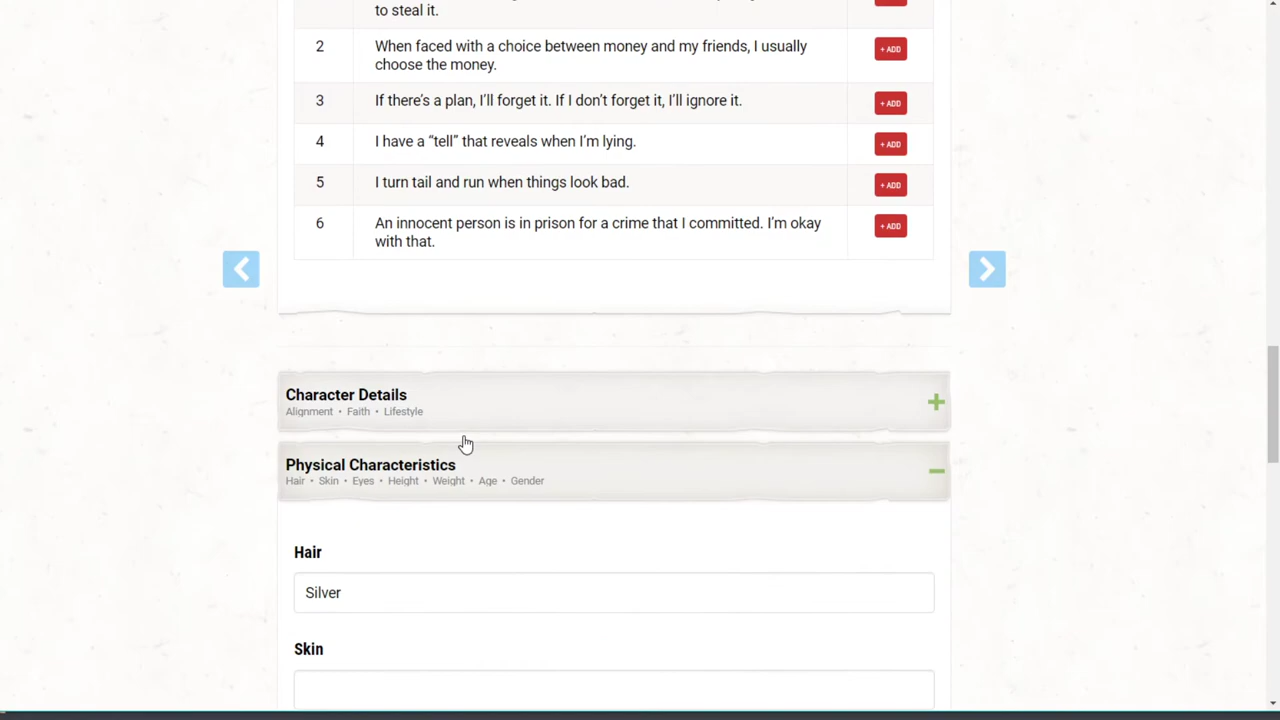 to steal it.
2 When faced with a choice between money and my friends, I usually + ADD
choose the money.
3 If there's a plan, I'll forget it. If I don't forget it, I'll ignore it. + ADD
4 I have a “tell” that reveals when I'm lying. + ADD
5 I turn tail and run when things look bad. + ADD
6 An innocent person is in prison for a crime that I committed. I'm okay + ADD
with that.
Character Details
Alignment • Faith • Lifestyle
Physical Characteristics
Hair • Skin • Eyes • Height • Weight • Age • Gender
Hair
Silver
Skin